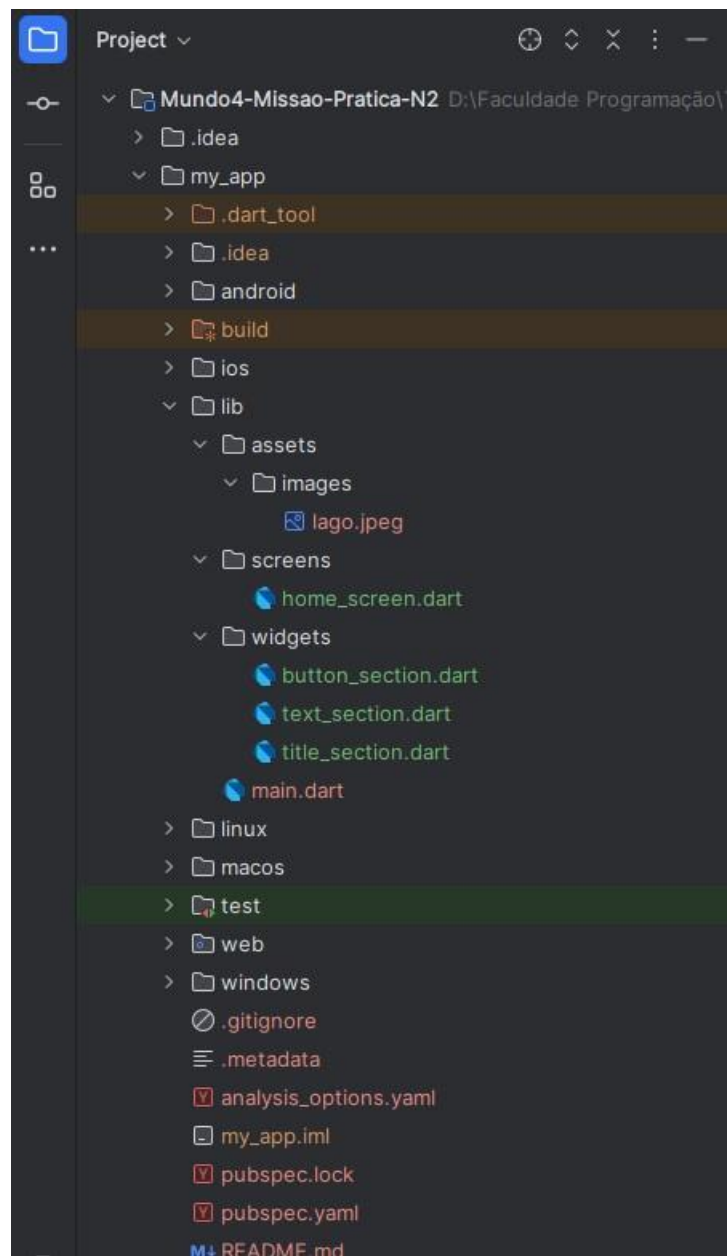 Project
Mundo4-Missao-Pratica-N2 D:\Faculdade Programação\
.idea
my_app
.dart_tool
.idea
android
build
ios
lib
assets
images
lago.jpeg
screens
home_screen.dart
widgets
button_section.dart
text_section.dart
title_section.dart
main.dart
linux
macos
test
web
windows
.gitignore
.metadata
analysis_options.yaml
my_app.iml
pubspec.lock
pubspec.yaml
README.md